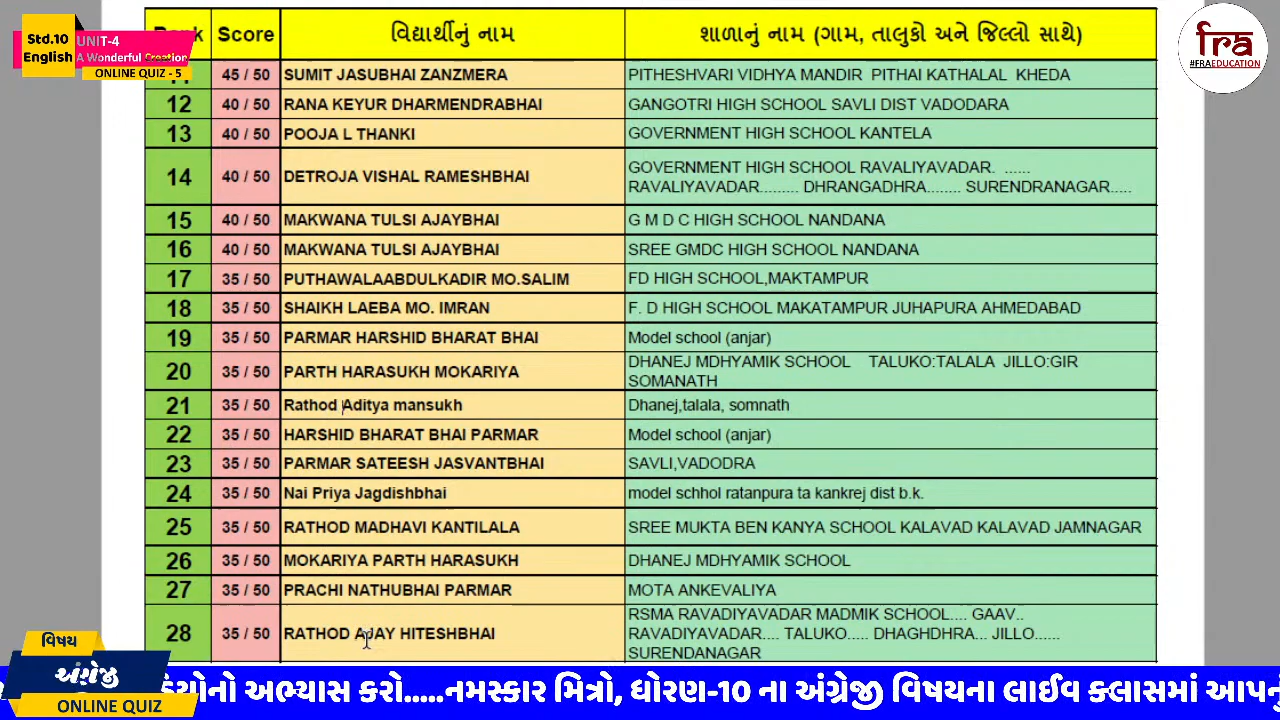 Std.10
English
UNIT-4
A Wonderful Creation
ONLINE QUIZ - 5
Score વિદ્યાર્થીનું નામ શાળાનું નામ (ગામ, તાલુકો અને જિલ્લો સાથે)
fra
#FRAEDUCATION
45 / 50 SUMIT JASUBHAI ZANZMERA PITHESHVARI VIDHYA MANDIR PITHAI KATHALAL KHEDA
12 40 / 50 RANA KEYUR DHARMENDRABHAI GANGOTRI HIGH SCHOOL SAVLI DIST VADODARA
13 40 / 50 POOJA L THANKI GOVERNMENT HIGH SCHOOL KANTELA
14 40 / 50 DETROJA VISHAL RAMESHBHAI GOVERNMENT HIGH SCHOOL RAVALIYAVADAR. ......
RAVALIYAVADAR......... DHRANGADHRA........ SURENDRANAGAR.....
15 40 / 50 MAKWANA TULSI AJAYBHAI G M D C HIGH SCHOOL NANDANA
16 40 / 50 MAKWANA TULSI AJAYBHAI SREE GMDC HIGH SCHOOL NANDANA
17 35 / 50 PUTHAWALAABDULKADIR MO.SALIM FD HIGH SCHOOL,MAKTAMPUR
18 35 / 50 SHAIKH LAEBA MO. IMRAN F. D HIGH SCHOOL MAKATAMPUR JUHAPURA AHMEDABAD
19 35 / 50 PARMAR HARSHID BHARAT BHAI Model school (anjar)
20 35 / 50 PARTH HARASUKH MOKARIYA DHANEJ MDHYAMIK SCHOOL TALUKO:TALALA JILLO:GIR
SOMANATH
21 35 / 50 Rathod Aditya mansukh Dhanej,talala, somnath
22 35 / 50 HARSHID BHARAT BHAI PARMAR Model school (anjar)
23 35 / 50 PARMAR SATEESH JASVANTBHAI SAVLI,VADODRA
24 35 / 50 Nai Priya Jagdishbhai model schhol ratanpura ta kankrej dist b.k.
25 35 / 50 RATHOD MADHAVI KANTILALA SREE MUKTA BEN KANYA SCHOOL KALAVAD KALAVAD JAMNAGAR
26 35 / 50 MOKARIYA PARTH HARASUKH DHANEJ MDHYAMIK SCHOOL
27 35 / 50 PRACHI NATHUBHAI PARMAR MOTA ANKEVALIYA
28 35 / 50 RATHOD AJAY HITESHBHAI RSMA RAVADIYAVADAR MADMIK SCHOOL.... GAAV..
RAVADIYAVADAR.... TALUKO..... DHAGHDHRA... JILLO......
SURENDANAGAR
વિષય
અંગ્રેજી
ONLINE QUIZ
અભ્યાસ કરો.....નમસ્કાર મિત્રો, ધોરણ-10 ના અંગ્રેજી વિષયના લાઈવ ક્લાસમાં